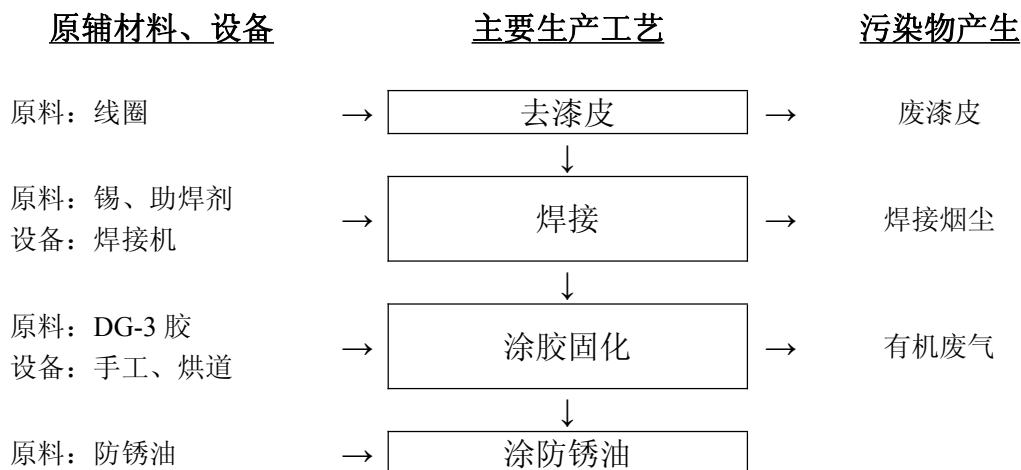 原辅材料、设备 主要生产工艺 污染物产生
原料：线圈 → 去漆皮 → 废漆皮
↓
原料：锡、助焊剂
设备：焊接机 → 焊接 → 焊接烟尘
↓
原料：DG-3 胶
设备：手工、烘道 → 涂胶固化 → 有机废气
↓
原料：防锈油 → 涂防锈油